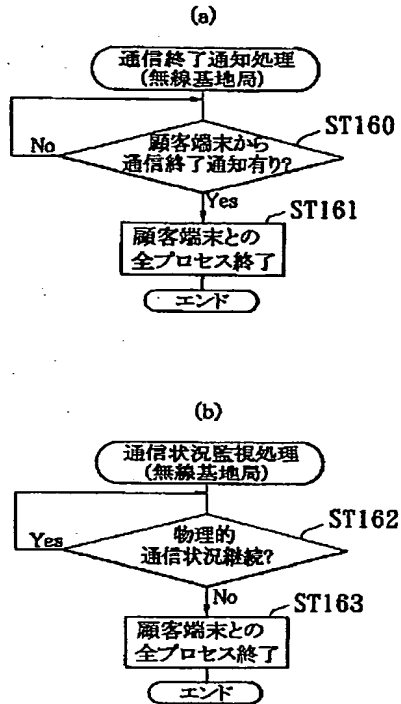 (a)
通信終了通知処理
(無線基地局)
顧客端末から
通信終了通知有り?
ST160
No
Yes
ST161
顧客端末との
全プロセス終了
エンド
(b)
通信状況監視処理
(無線基地局)
物理的
通信状況継続?
ST162
Yes
No
ST163
顧客端末との
全プロセス終了
エンド